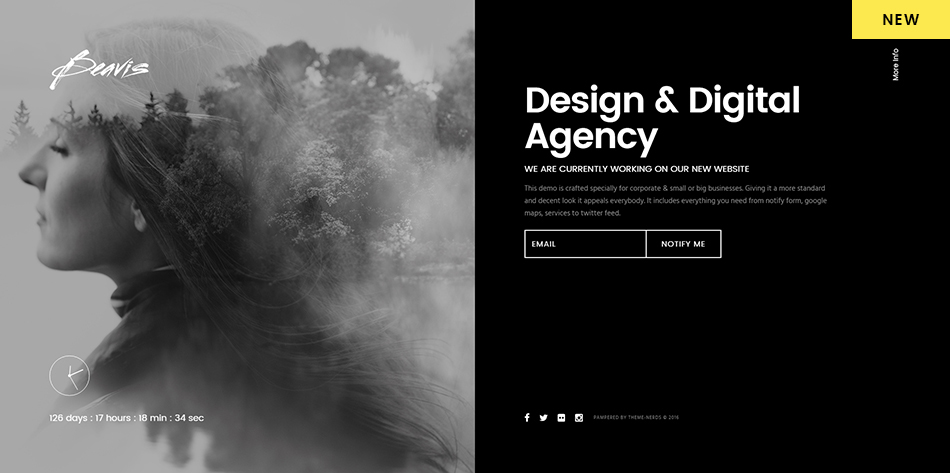 Beavis
NEW
More Info
Design & Digital
Agency
WE ARE CURRENTLY WORKING ON OUR NEW WEBSITE
This demo is crafted specially for corporate & small or big businesses. Giving it a more standard
and decent look it appeals everybody. It includes everything you need from notify form, google
maps, services to twitter feed.
EMAIL
NOTIFY ME
126 days : 17 hours : 18 min : 34 sec
PAMPERED BY THEME-NERDS © 2016